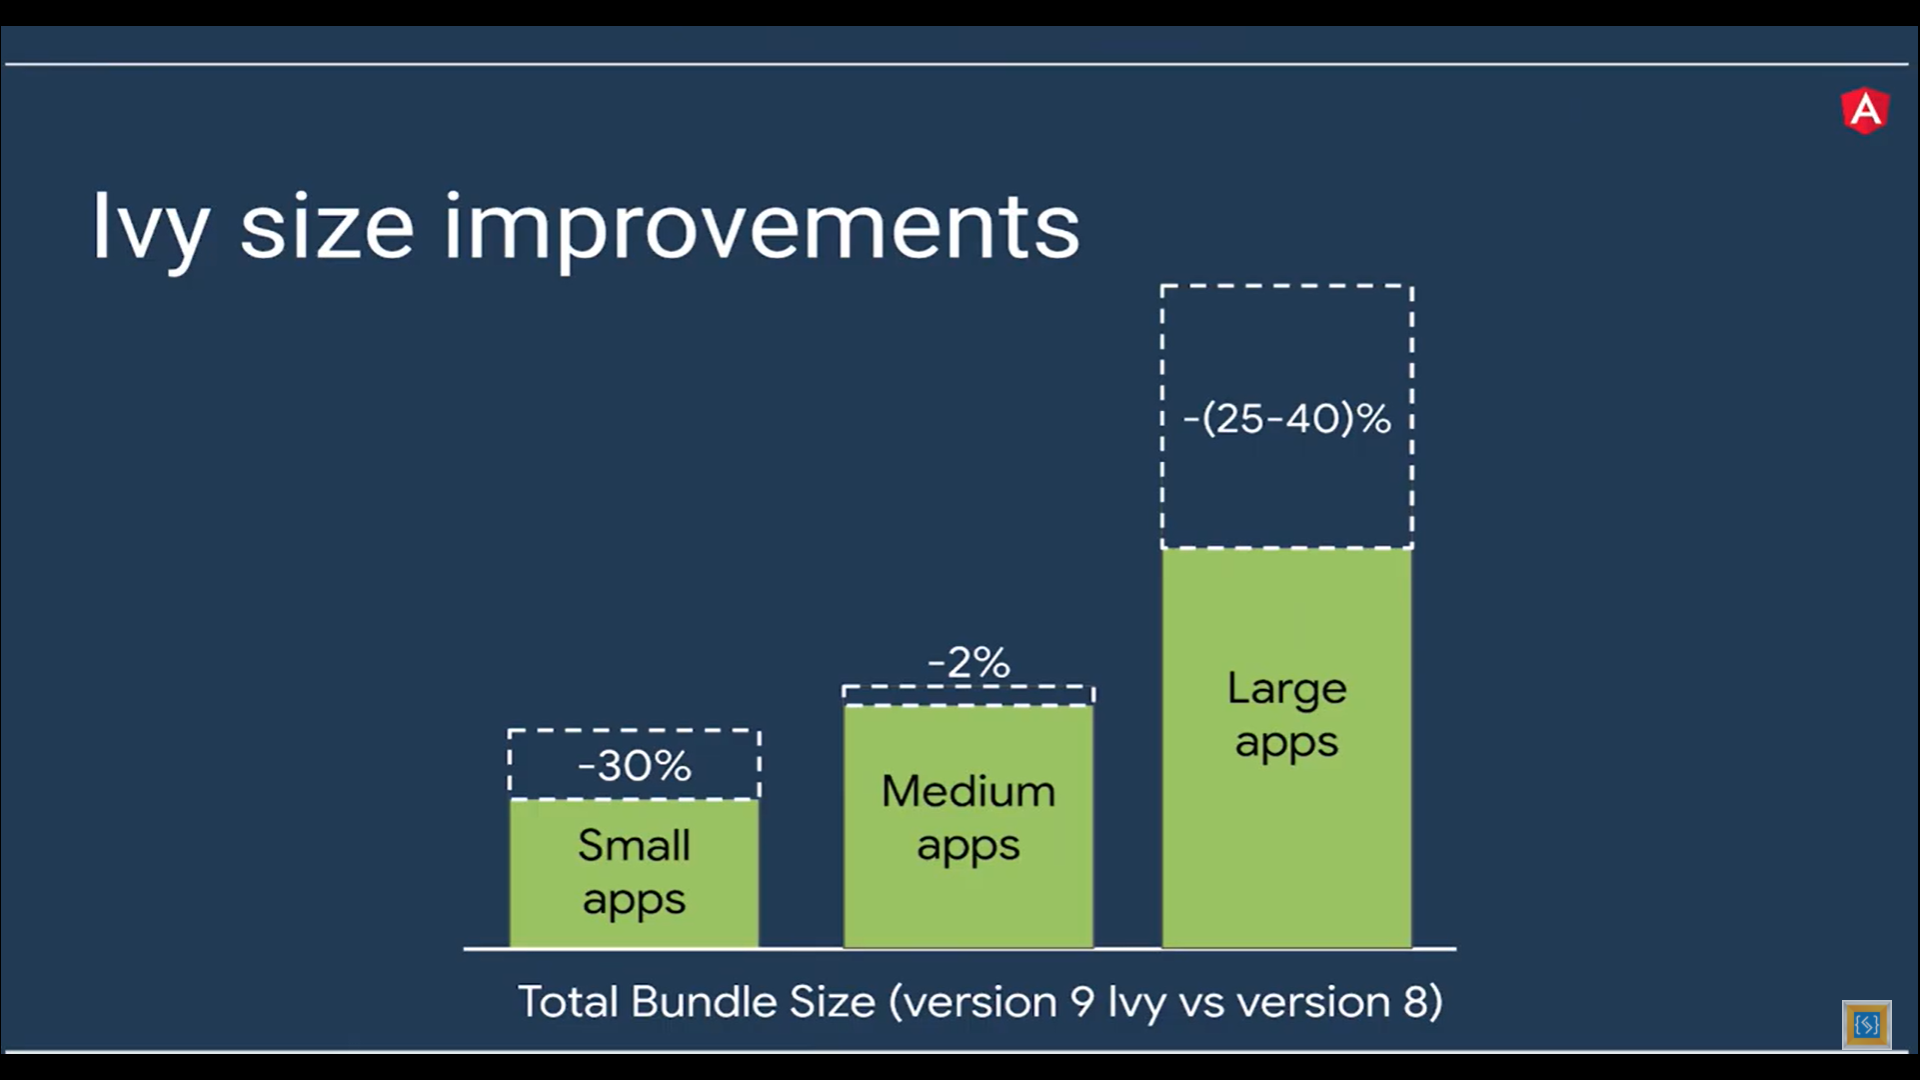 A
Ivy size improvements
-(25-40)%
-2%
-30%
Large
apps
Medium
apps
Small
apps
Total Bundle Size (version 9 Ivy vs version 8)